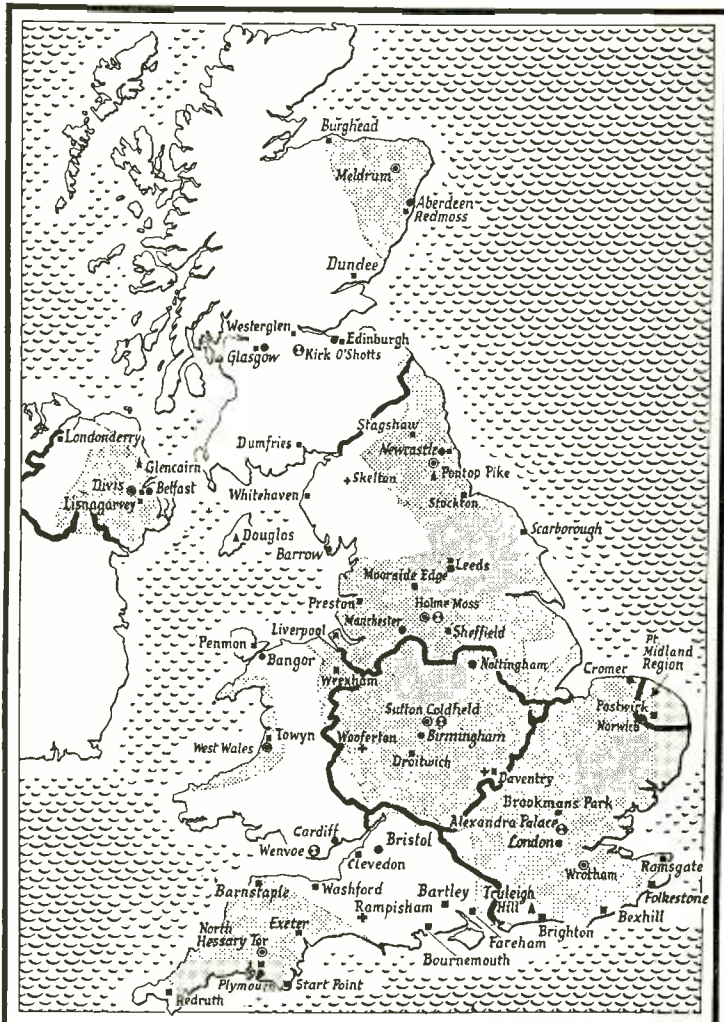 Burghead
Meldrum
Aberdeen
Redmoss
Dundee
Westerglen
Edinburgh
Glasgow
Kirk O'Shotts
Stagshaw
Londonderry
Dumfries
Newcastle
Glencairn
Skelton
Pontop Pike
Divis
Belfast
Whitehaven
Lisnagarvey
Stockton
Scarborough
Douglas
Barrow
Leeds
Moorside Edge
Preston
Holme Moss
Manchester
Liverpool
Sheffield
Penmon
Bangor
Nottingham
Cromer
Pt.
Midland
Region
Wrexham
Postwick
Norwich
Sutton Coldfield
Towyn
Wooferton
Birmingham
West Wales
Droitwich
Daventry
Brookmans Park
Alexandra Palace
Cardiff
Bristol
London
Wenvoe
Clevedon
Wrotham
Ramsgate
Barnstaple
Washford
Bartley
Truleigh
Hill
Folkestone
Rampisham
North
Hessary Tor
Exeter
Brighton
Bexhill
Fareham
Bournemouth
Plymouth
Start Point
Redruth